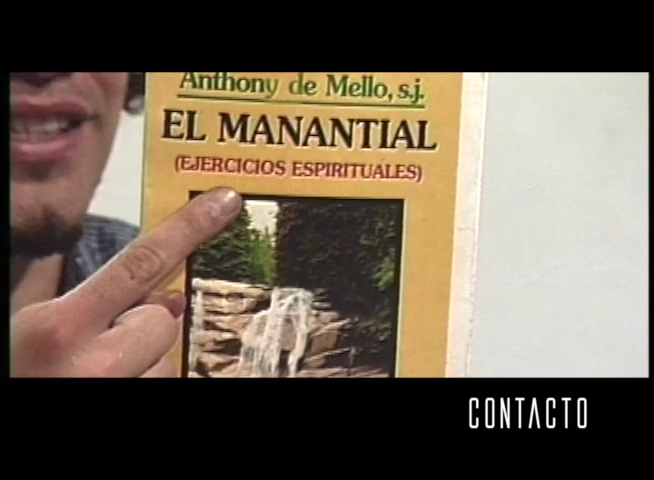 Anthony de Mello, s.j.
EL MANANTIAL
(EJERCICIOS ESPIRITUALES)
CONTACTO